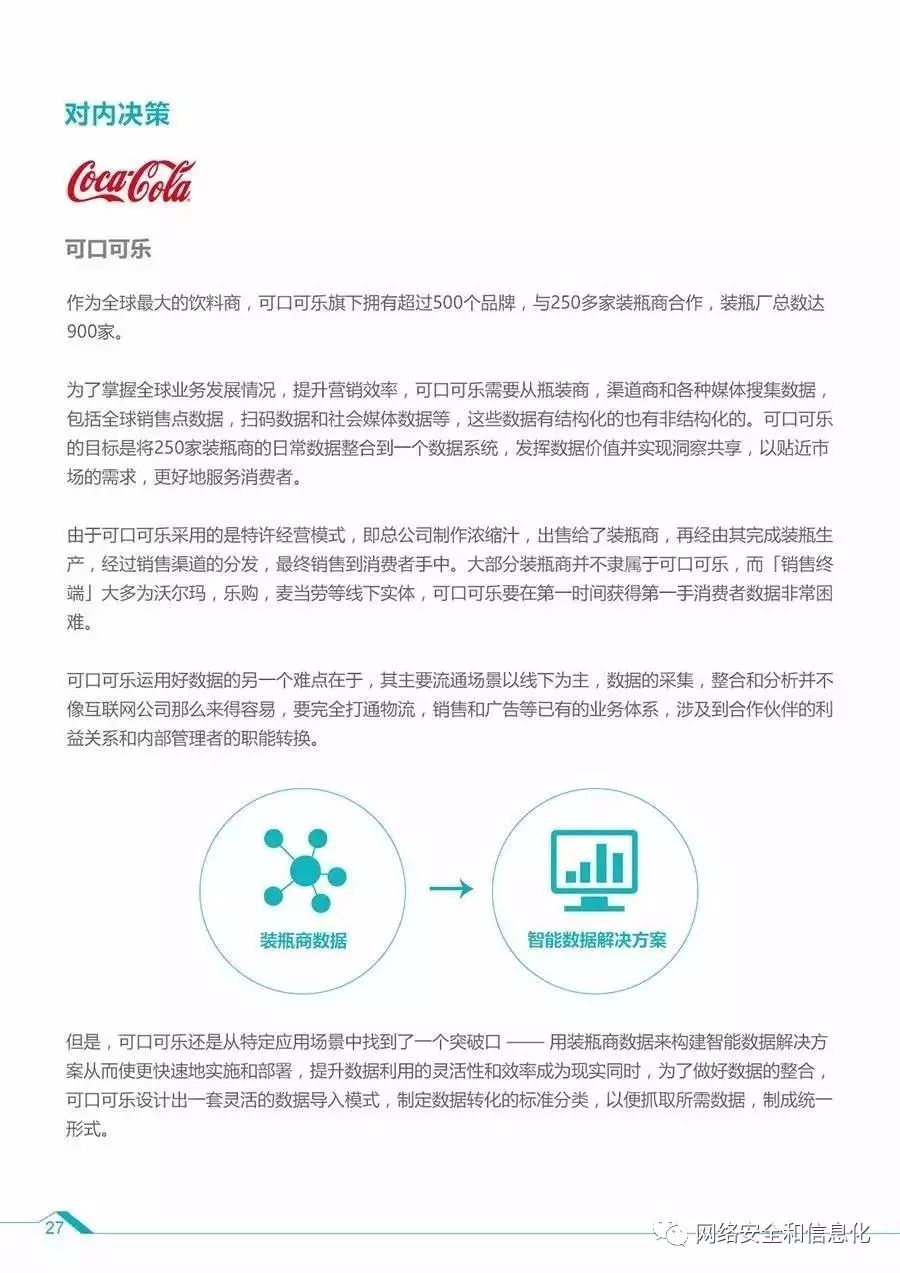 对内决策
Coca-Cola
可口可乐
作为全球最大的饮料商，可口可乐旗下拥有超过500个品牌，与250多家装瓶商合作，装瓶厂总数达
900家。
为了掌握全球业务发展情况，提升营销效率，可口可乐需要从瓶装商，渠道商和各种媒体搜集数据，
包括全球销售点数据，扫码数据和社会媒体数据等，这些数据有结构化的也有非结构化的。可口可乐
的目标是将250家装瓶商的日常数据整合到一个数据系统，发挥数据价值并实现洞察共享，以贴近市
场的需求，更好地服务消费者。
由于可口可乐采用的是特许经营模式，即总公司制作浓缩汁，出售给了装瓶商，再经由其完成装瓶生
产，经过销售渠道的分发，最终销售到消费者手中。大部分装瓶商并不隶属于可口可乐，而「销售终
端」大多为沃尔玛，乐购，麦当劳等线下实体，可口可乐要在第一时间获得第一手消费者数据非常困
难。
可口可乐运用好数据的另一个难点在于，其主要流通场景以线下为主，数据的采集，整合和分析并不
像互联网公司那么来得容易，要完全打通物流，销售和广告等已有的业务体系，涉及到合作伙伴的利
益关系和内部管理者的职能转换。
装瓶商数据
智能数据解决方案
但是，可口可乐还是从特定应用场景中找到了一个突破口 —— 用装瓶商数据来构建智能数据解决方
案从而使更快速地实施和部署，提升数据利用的灵活性和效率成为现实同时，为了做好数据的整合，
可口可乐设计出一套灵活的数据导入模式，制定数据转化的标准分类，以便抓取所需数据，制成统一
形式。
27
网络安全和信息化